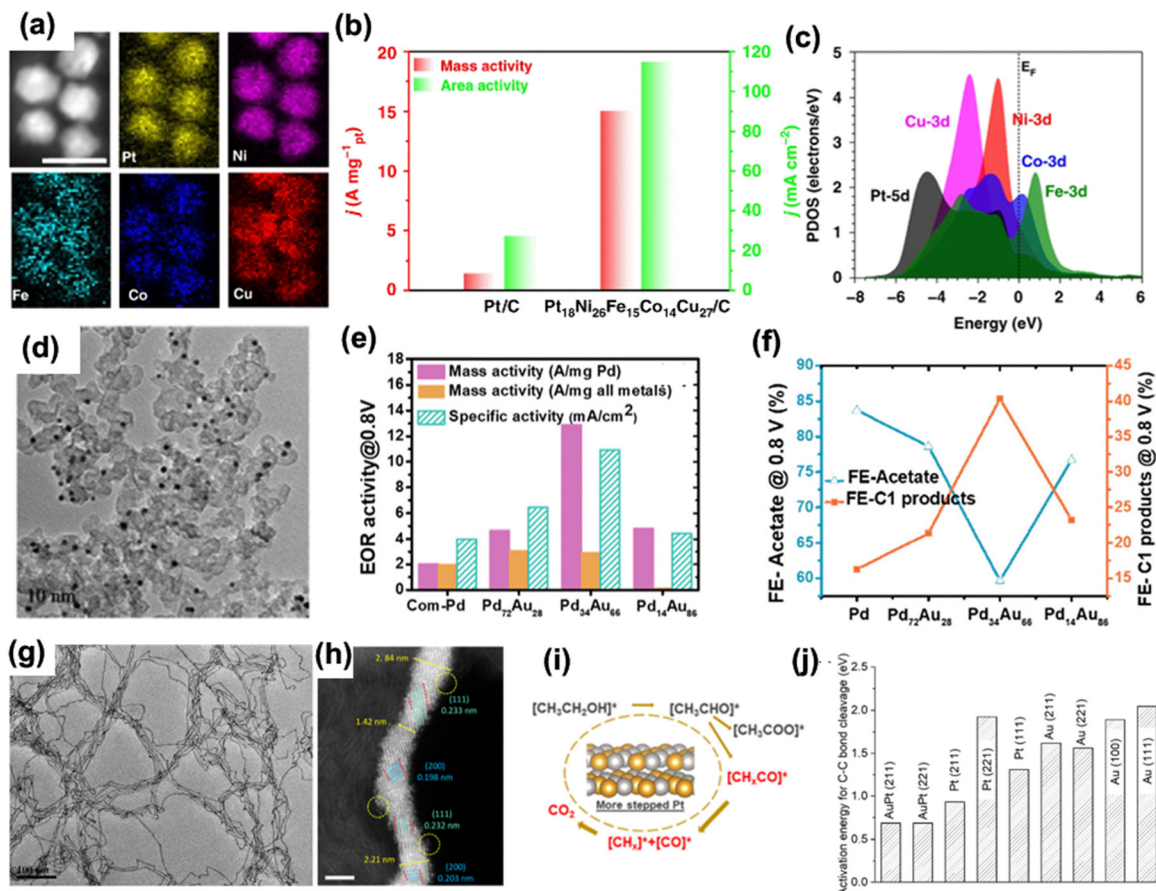 (a)
Pt
Ni
Fe
Co
Cu
(b)
20
15
10
5
0
j (A mg⁻¹pt)
Mass activity
Area activity
120
100
80
60
40
20
0
j (mA cm⁻²)
Pt/C
Pt₁₈Ni₂₆Fe₁₅Co₁₄Cu₂₇/C
(c)
5
4
3
2
1
0
PDOS (electrons/eV)
E_F
Cu-3d
Ni-3d
Co-3d
Pt-5d
Fe-3d
−8 −6 −4 −2 0 2 4 6
Energy (eV)
(d)
10 nm
(e)
18
16
14
12
10
8
6
4
2
0
EOR activity@0.8V
Mass activity (A/mg Pd)
Mass activity (A/mg all metals)
Specific activity (mA/cm²)
Com-Pd Pd₇₂Au₂₈ Pd₃₄Au₆₆ Pd₁₄Au₈₆
(f)
85
80
75
70
65
60
FE- Acetate @ 0.8 V (%)
FE-Acetate
FE-C1 products
45
40
35
30
25
20
15
FE- C1 products @ 0.8 V (%)
Pd Pd₇₂Au₂₈ Pd₃₄Au₆₆ Pd₁₄Au₈₆
(g)
100 nm
(h)
2. 84 nm
(111)
0.233 nm
1.42 nm
(200)
0.198 nm
(111)
0.232 nm
2.21 nm
(200)
0.203 nm
(i)
[CH3CH2OH]*
[CH3CHO]*
[CH3COO]*
[CHxCO]*
More stepped Pt
CO2
[CHx]*+[CO]*
(j)
Activation energy for C-C bond cleavage (eV)
2.5
2.0
1.5
1.0
0.5
0.0
AuPt (211)
AuPt (221)
Pt (211)
Pt (221)
Pt (111)
Au (211)
Au (221)
Au (100)
Au (111)